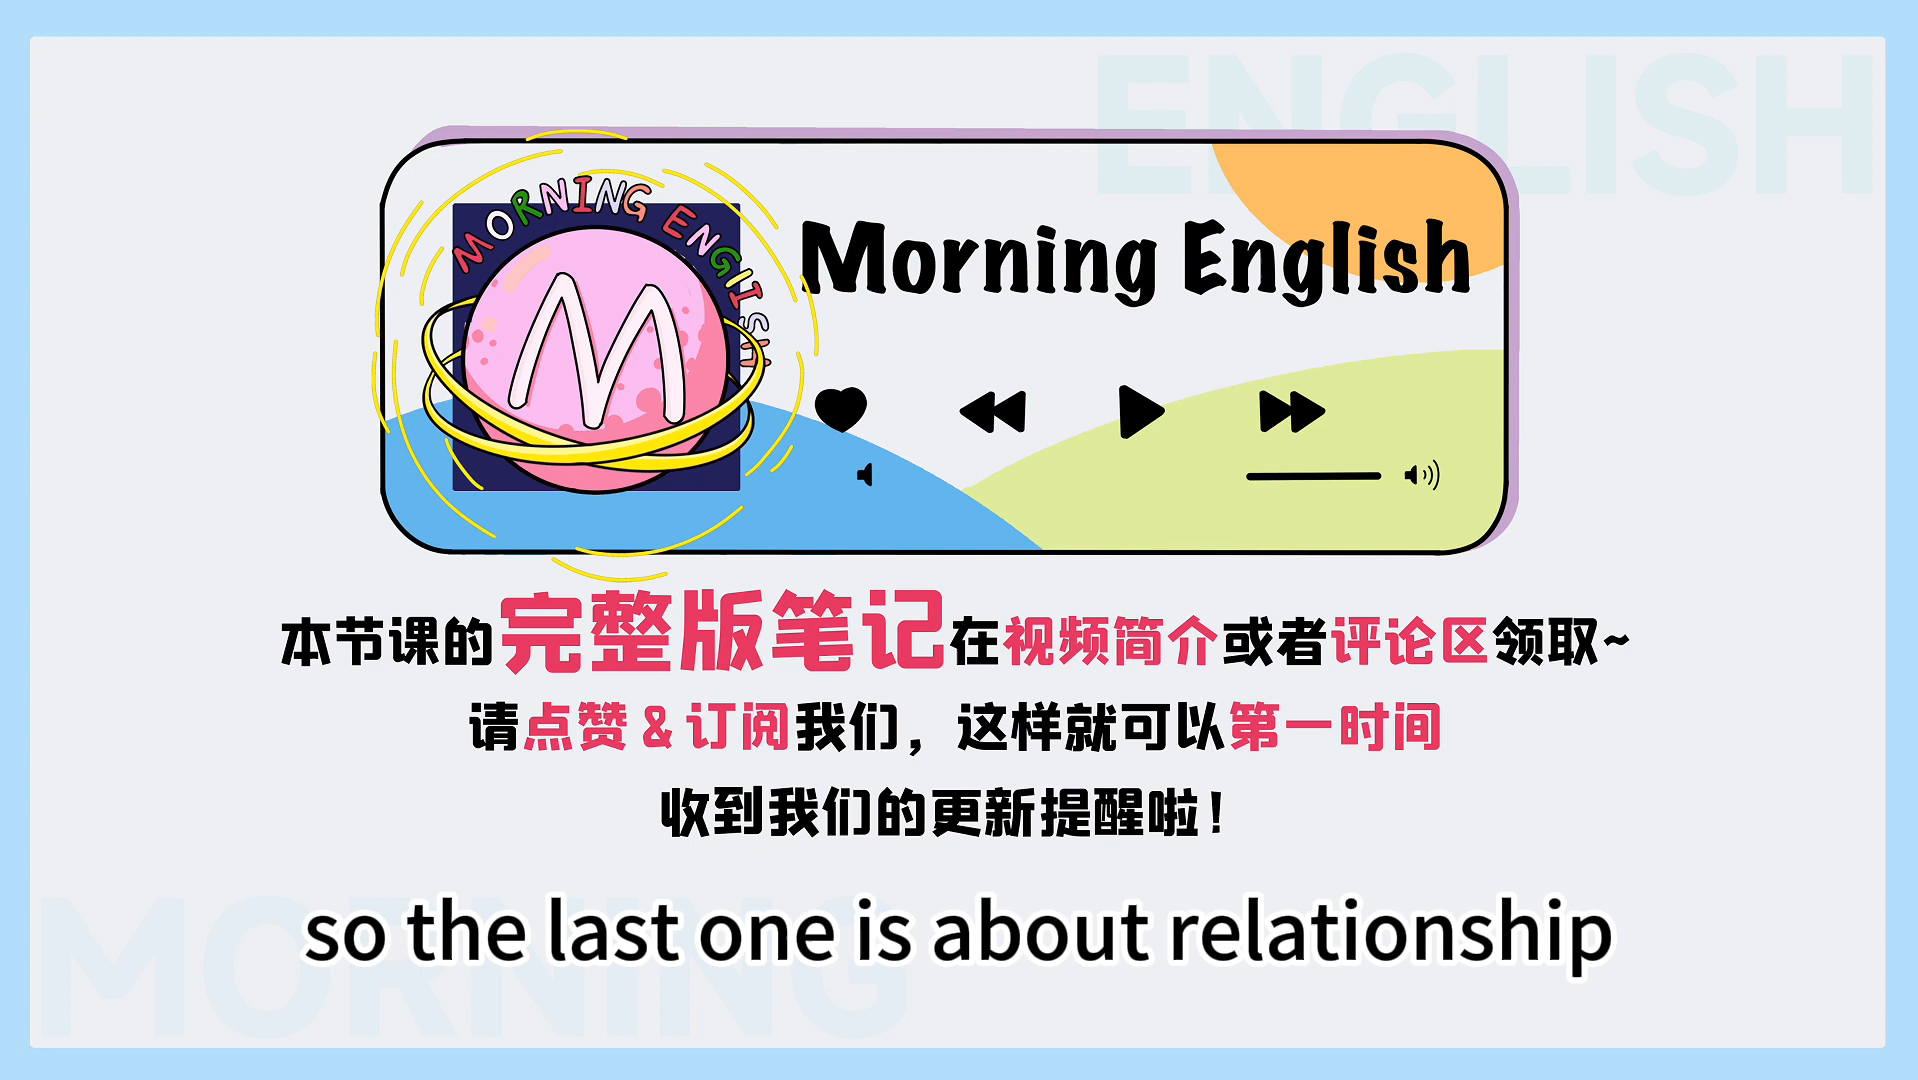 ENGLISH
MORNING ENGLISH
M
Morning English
本节课的完整版笔记在视频简介或者评论区领取~
请点赞&订阅我们，这样就可以第一时间
收到我们的更新提醒啦！
MORNING
so the last one is about relationship